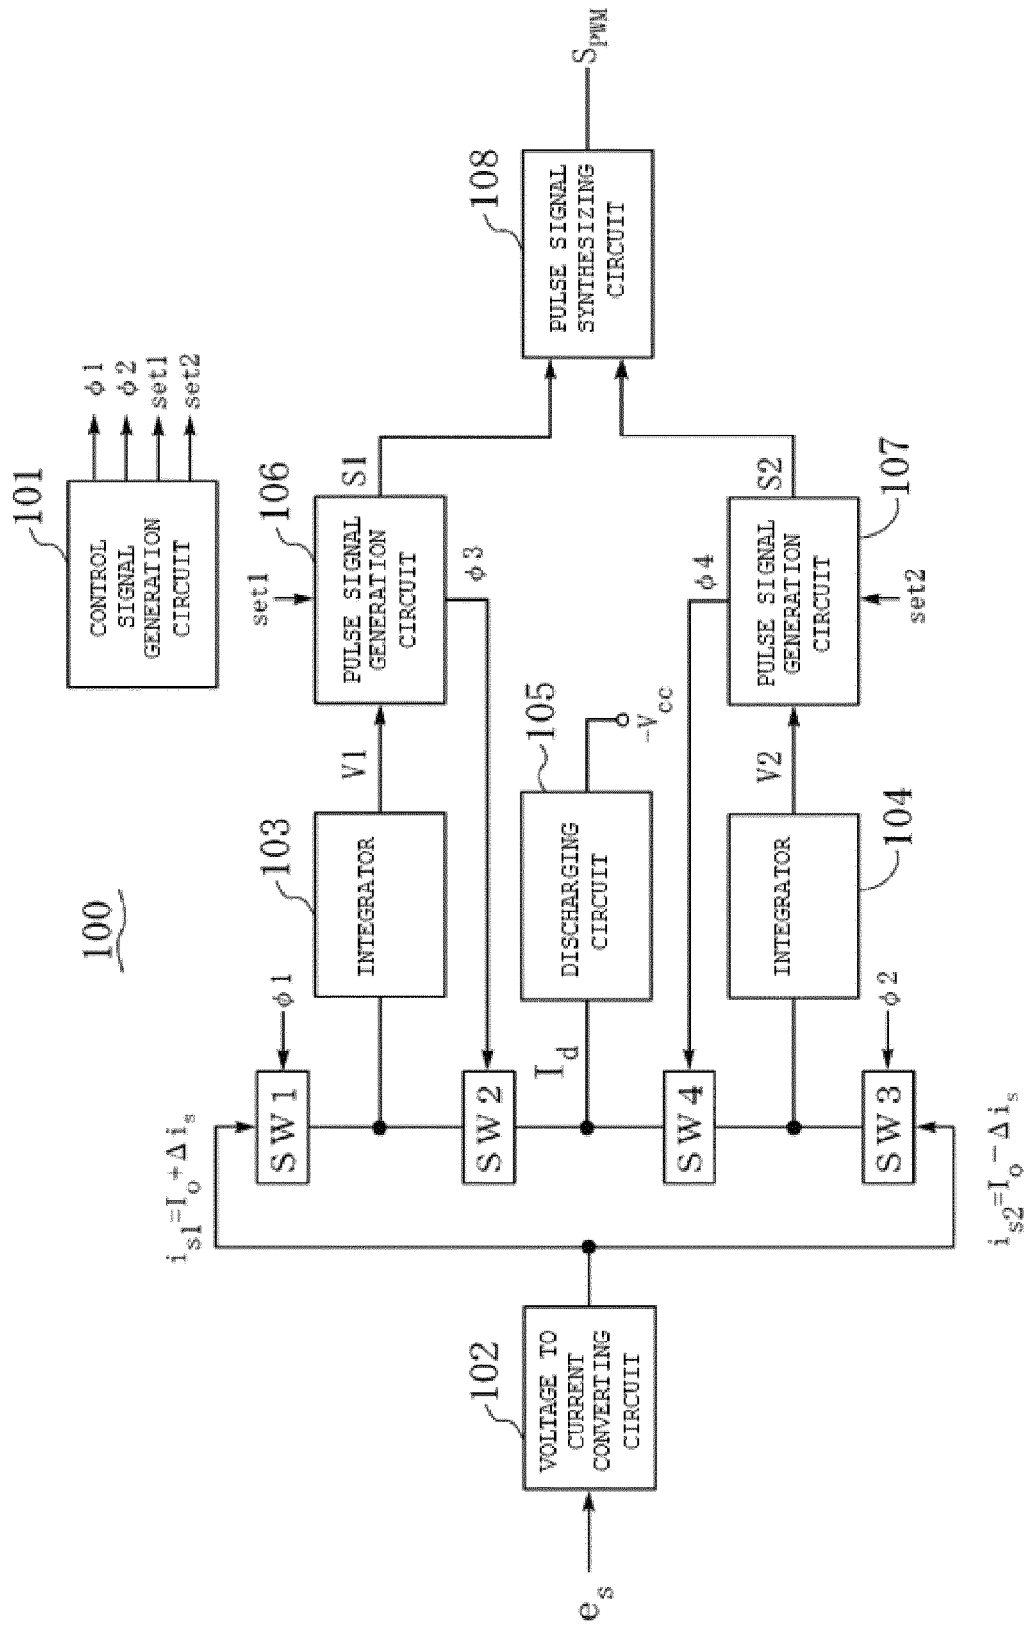 100
101
CONTROL
SIGNAL
GENERATION
CIRCUIT
ϕ1
ϕ2
set1
set2
i_s1=I_o+Δi_s
SW1
ϕ1
103
INTEGRATOR
V1
set1
106
PULSE SIGNAL
GENERATION
CIRCUIT
S1
ϕ3
SW2
e_s
102
VOLTAGE TO
CURRENT
CONVERTING
CIRCUIT
I_d
105
DISCHARGING
CIRCUIT
-V_cc
108
PULSE SIGNAL
SYNTHESIZING
CIRCUIT
S_PWM
SW4
ϕ4
104
INTEGRATOR
V2
107
PULSE SIGNAL
GENERATION
CIRCUIT
S2
set2
SW3
ϕ2
i_s2=I_o-Δi_s